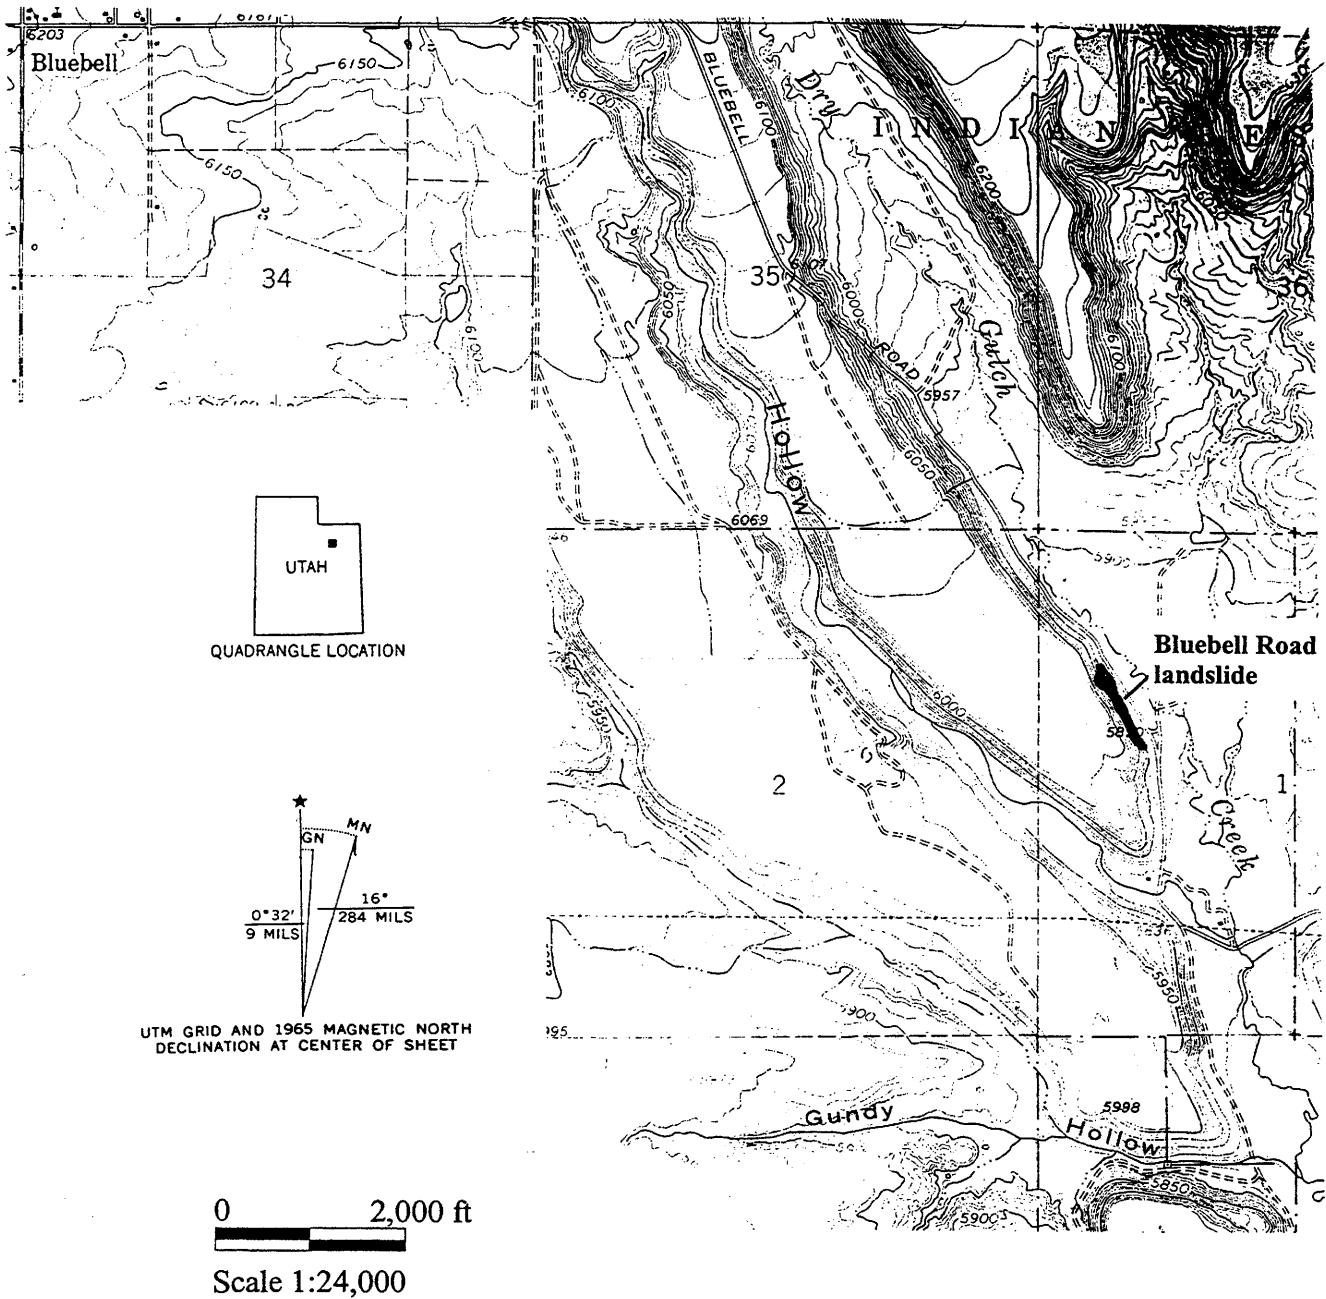 6203
Bluebell
6150
6150
34
6100
6100
BLUEBELL
6100
Dry
INDIAN
6200
6050
35
6000
ROAD
5957
Gulch
6100
36
6050
Hollow
6069
UTAH
QUADRANGLE LOCATION
5950
6000
Bluebell Road
landslide
2
1
Creek
MN
GN
0°32'
9 MILS
16°
284 MILS
UTM GRID AND 1965 MAGNETIC NORTH
DECLINATION AT CENTER OF SHEET
5950
5998
Gundy
Hollow
5850
5900
0 2,000 ft
Scale 1:24,000